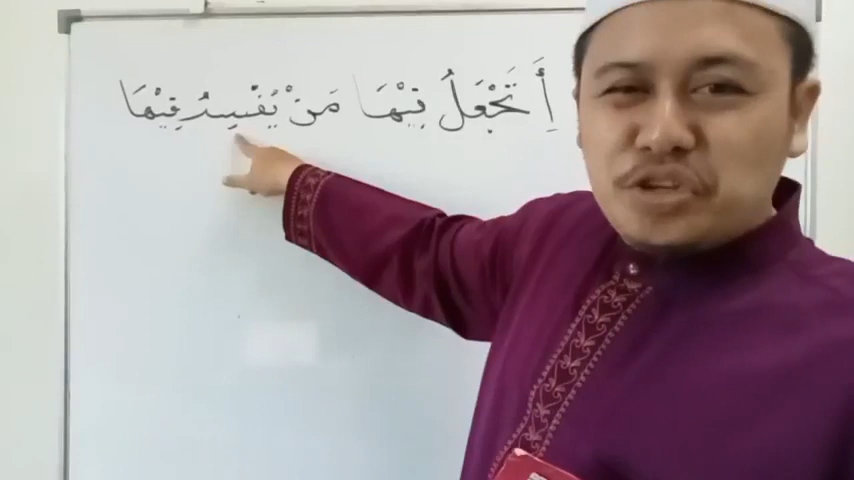 أَتَجْعَلُ فِيْهَا مَنْ يُفْسِدُ فِيْهَا